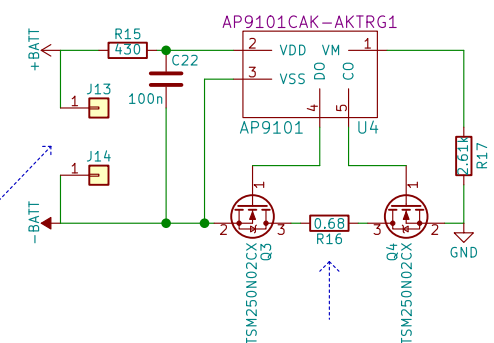 AP9101CAK-AKTRG1
+BATT
R15
430
C22
100n
2 VDD VM 1
3 VSS
DO CO
4 5
AP9101 U4
J13
1
J14
1
2.61k
R17
-BATT
1
1
2 3
0.68
R16
3 2
Q3
Q4
GND
TSM250N02CX
TSM250N02CX